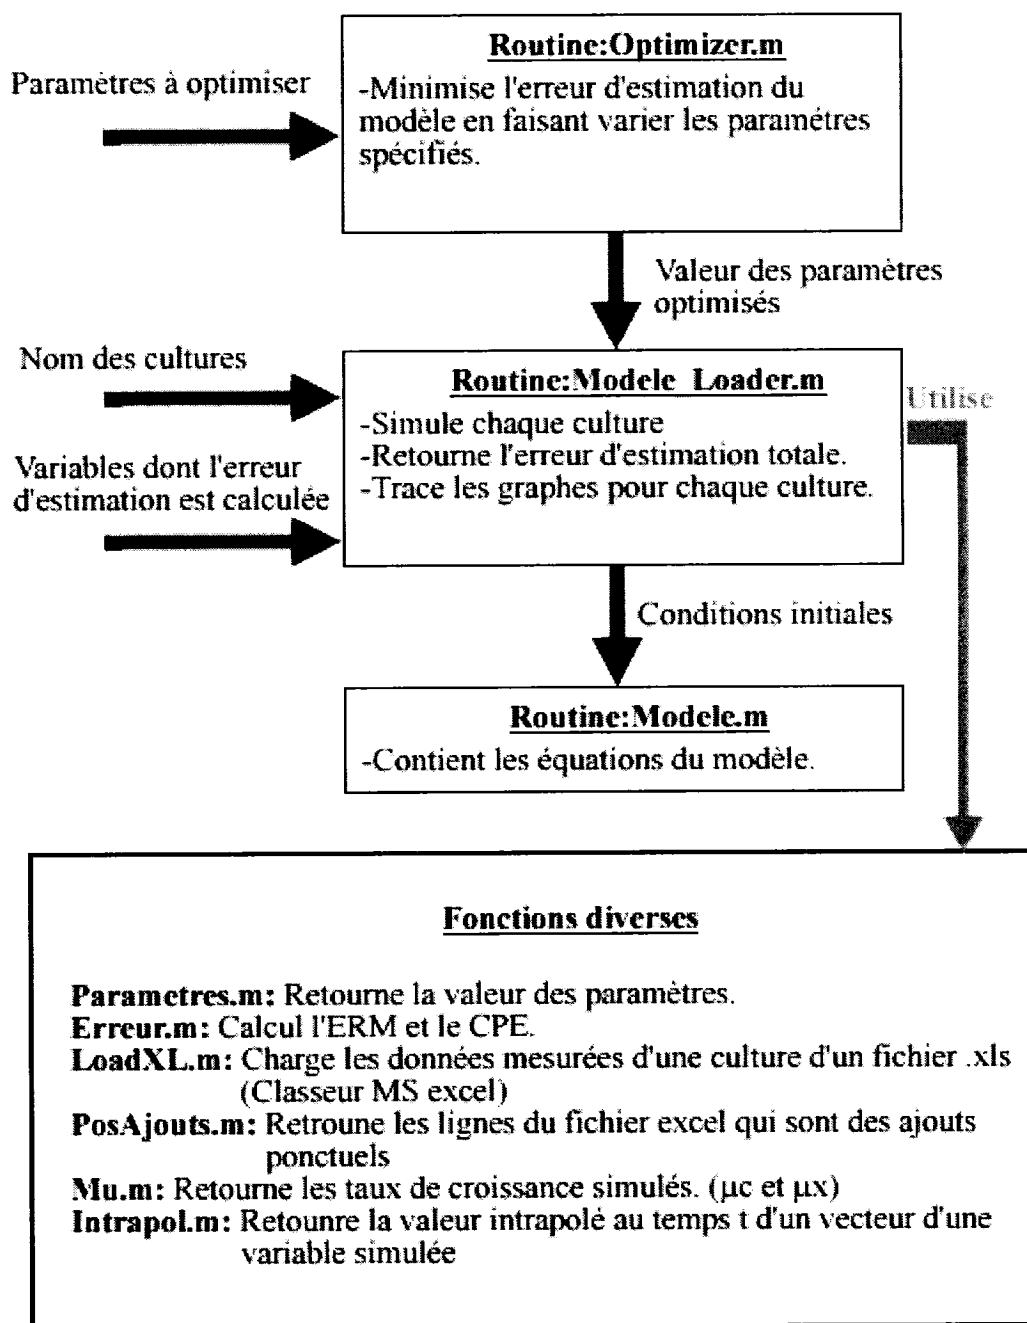 Routine:Optimizer.m
Paramètres à optimiser
-Minimise l'erreur d'estimation du
modèle en faisant varier les paramétres
spécifiés.
Valeur des paramètres
optimisés
Nom des cultures
Routine:Modele_Loader.m
Utilise
-Simule chaque culture
-Retourne l'erreur d'estimation totale.
-Trace les graphes pour chaque culture.
Variables dont l'erreur
d'estimation est calculée
Conditions initiales
Routine:Modele.m
-Contient les équations du modèle.
Fonctions diverses
Parametres.m: Retourne la valeur des paramètres.
Erreur.m: Calcul l'ERM et le CPE.
LoadXL.m: Charge les données mesurées d'une culture d'un fichier .xls
(Classeur MS excel)
PosAjouts.m: Retroune les lignes du fichier excel qui sont des ajouts
ponctuels
Mu.m: Retourne les taux de croissance simulés. (μc et μx)
Intrapol.m: Retounre la valeur intrapolé au temps t d'un vecteur d'une
variable simulée